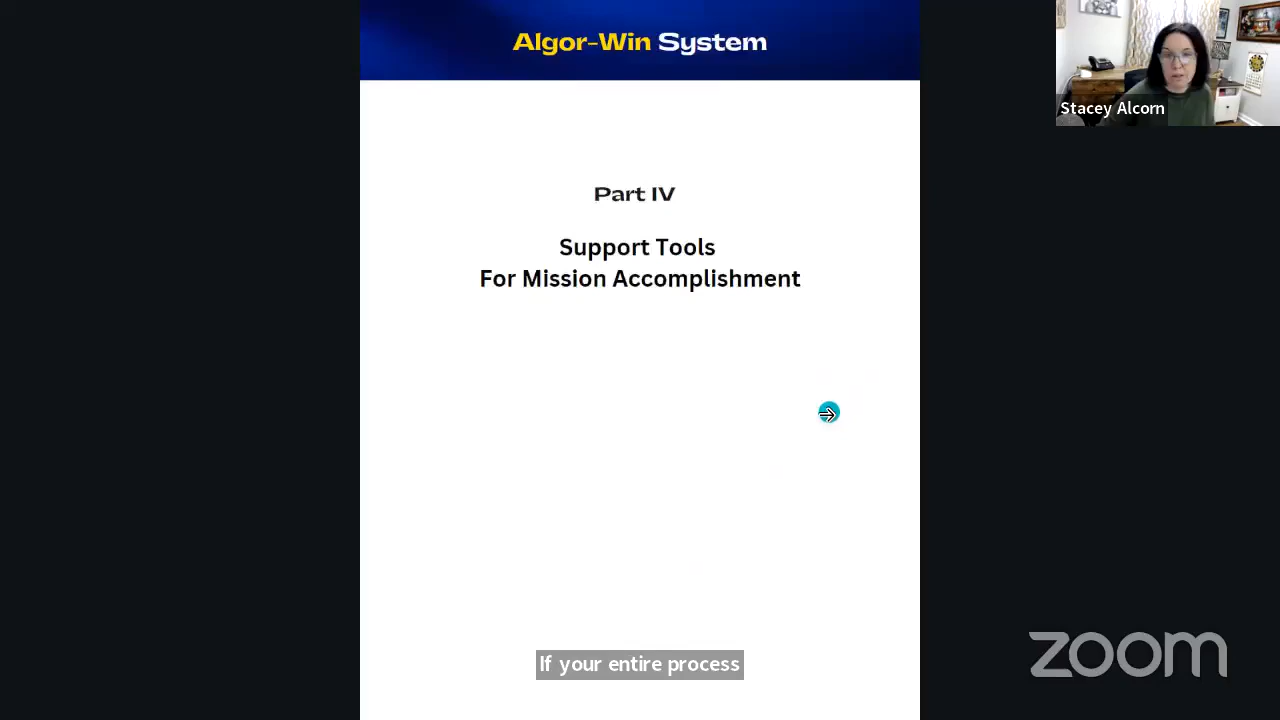 Algor-Win System
Stacey Alcorn
Part IV
Support Tools
For Mission Accomplishment
If your entire process
zoom